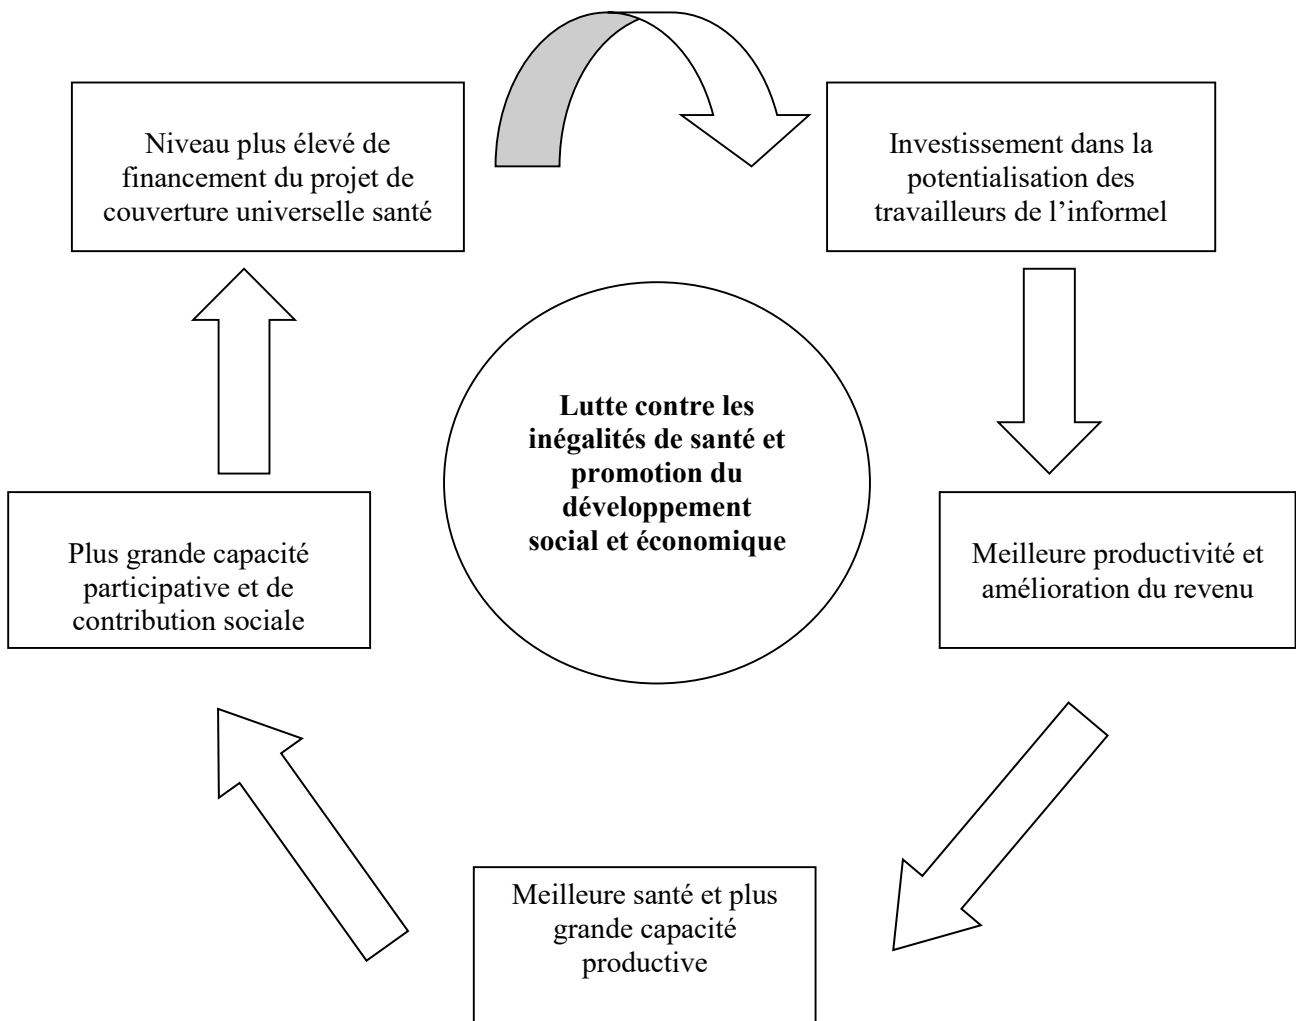 Niveau plus élevé de
financement du projet de
couverture universelle santé
Investissement dans la
potentialisation des
travailleurs de l’informel
Lutte contre les
inégalités de santé et
promotion du
développement
social et économique
Plus grande capacité
participative et de
contribution sociale
Meilleure productivité et
amélioration du revenu
Meilleure santé et plus
grande capacité
productive